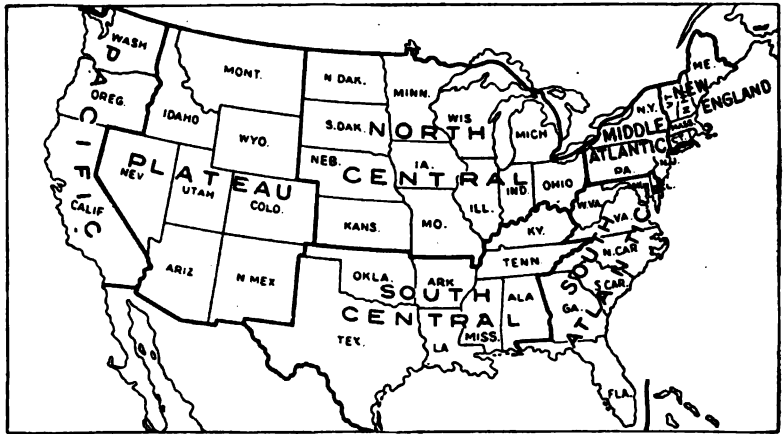 WASH
MONT.
N DAK.
MINN.
ME.
OREG.
IDAHO
S.DAK.
WIS
MICH
N.Y.
NEW
ENGLAND
WYO.
NORTH
MIDDLE
ATLANTIC
PACIFIC
NEB.
IA.
CENTRAL
PA.
N.J.
PLATEAU
NEV
UTAH
COLO.
ILL.
IND.
OHIO
W.VA.
VA.
CALIF
KANS.
MO.
KY.
TENN.
N.CAR
SOUTH
ATLANTIC
S.CAR.
ARIZ
N MEX
OKLA.
ARK
SOUTH
CENTRAL
TEX.
LA
MISS.
ALA
GA.
FLA.